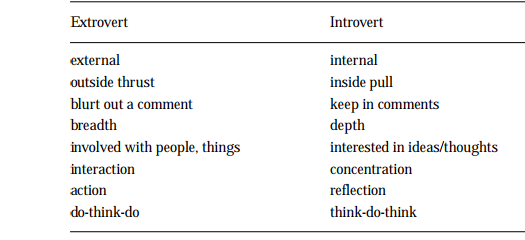 Extrovert Introvert
external internal
outside thrust inside pull
blurt out a comment keep in comments
breadth depth
involved with people, things interested in ideas/thoughts
interaction concentration
action reflection
do-think-do think-do-think